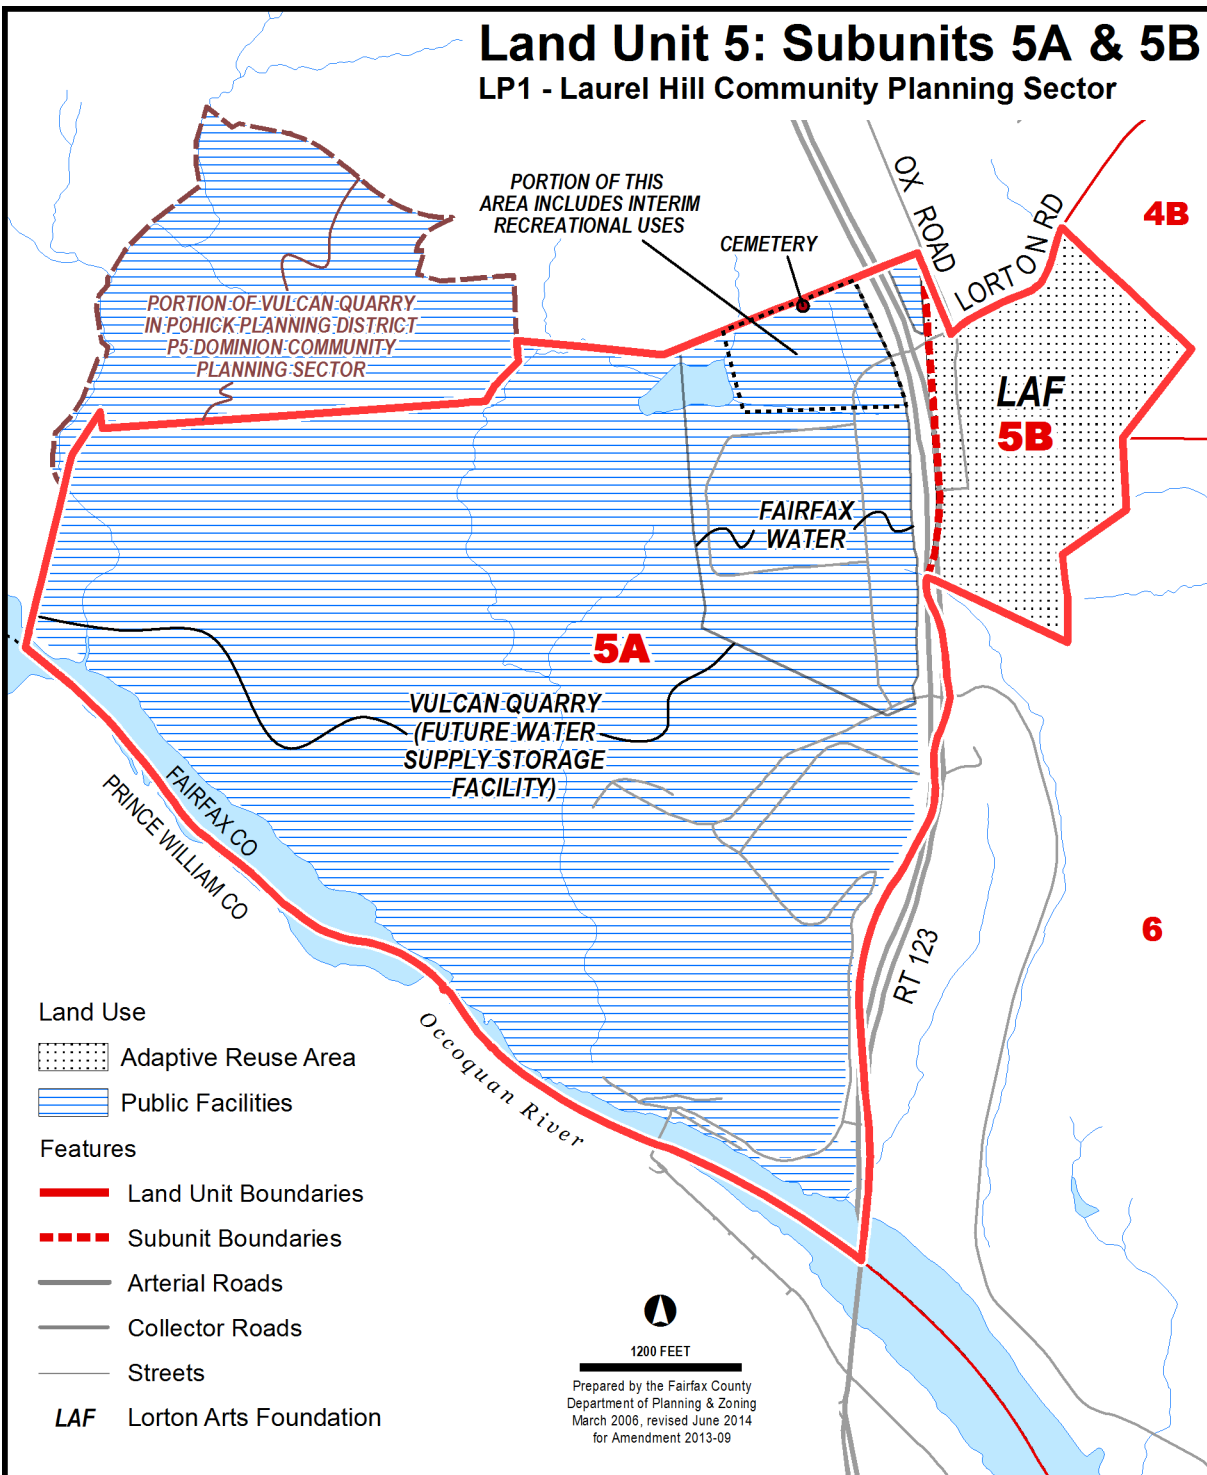 Land Unit 5: Subunits 5A & 5B
LP1 - Laurel Hill Community Planning Sector
PORTION OF THIS
AREA INCLUDES INTERIM
RECREATIONAL USES
CEMETERY
OX ROAD
LORTON RD
4B
PORTION OF VULCAN QUARRY
IN POHICK PLANNING DISTRICT
P5 DOMINION COMMUNITY
PLANNING SECTOR
LAF
5B
FAIRFAX
WATER
5A
VULCAN QUARRY
(FUTURE WATER
SUPPLY STORAGE
FACILITY)
FAIRFAX CO
PRINCE WILLIAM CO
6
RT 123
Occoquan River
Land Use
Adaptive Reuse Area
Public Facilities
Features
Land Unit Boundaries
Subunit Boundaries
Arterial Roads
Collector Roads
Streets
LAF Lorton Arts Foundation
1200 FEET
Prepared by the Fairfax County
Department of Planning & Zoning
March 2006, revised June 2014
for Amendment 2013-09